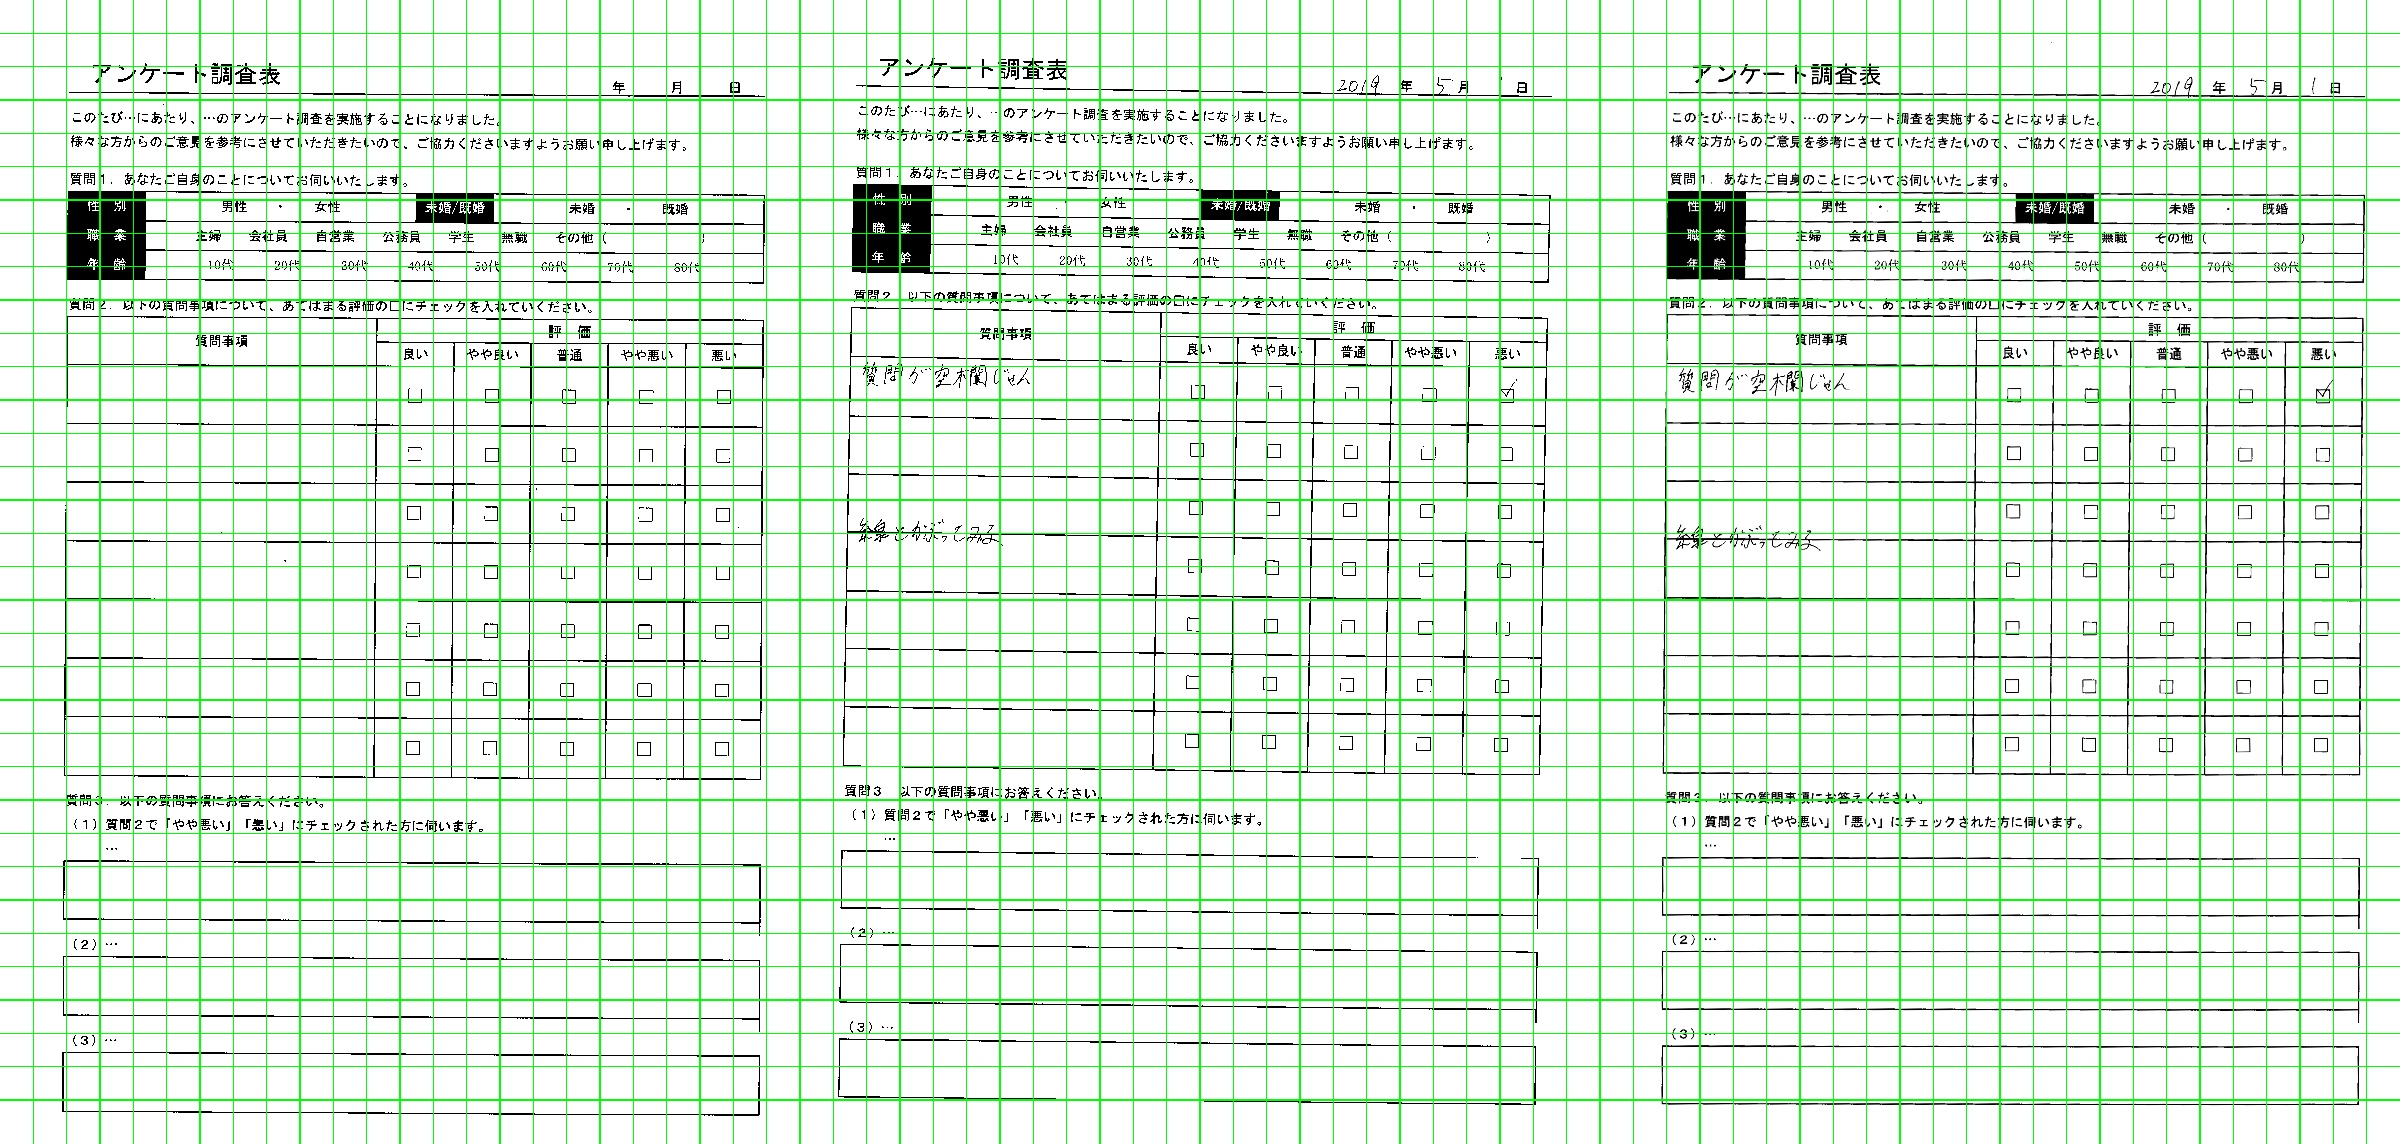 アンケート調査表
年 月 日
このたび…にあたり、…のアンケート調査を実施することになりました。
様々な方からのご意見を参考にさせていただきたいので、ご協力くださいますようお願い申し上げます。
質問1．あなたご自身のことについてお伺いいたします。
性 別 男性 ・ 女性 未婚/既婚 未婚 ・ 既婚
職 業 主婦 会社員 自営業 公務員 学生 無職 その他（ ）
年 齢 10代 20代 30代 40代 50代 60代 70代 80代
質問2．以下の質問事項について、あてはまる評価の□にチェックを入れていください。
質問事項 評 価
良い やや良い 普通 やや悪い 悪い
質問3．以下の質問事項にお答えください。
（1）質問2で「やや悪い」「悪い」にチェックされた方に伺います。
…
（2）…
（3）…
アンケート調査表
2019 年 5 月 日
このたび…にあたり、…のアンケート調査を実施することになりました。
様々な方からのご意見を参考にさせていただきたいので、ご協力くださいますようお願い申し上げます。
質問1．あなたご自身のことについてお伺いいたします。
性 別 男性 ・ 女性 未婚/既婚 未婚 ・ 既婚
職 業 主婦 会社員 自営業 公務員 学生 無職 その他（ ）
年 齢 10代 20代 30代 40代 50代 60代 70代 80代
質問2 以下の質問事項について、あてはまる評価の□にチェックを入れていください。
質問事項 評 価
良い やや良い 普通 やや悪い 悪い
質問が空欄じゃん
線とかぶってみる
質問3 以下の質問事項にお答えください。
（1）質問2で「やや悪い」「悪い」にチェックされた方に伺います。
…
（2）…
（3）…
アンケート調査表
2019 年 5 月 1 日
このたび…にあたり、…のアンケート調査を実施することになりました。
様々な方からのご意見を参考にさせていただきたいので、ご協力くださいますようお願い申し上げます。
質問1．あなたご自身のことについてお伺いいたします。
性 別 男性 ・ 女性 未婚/既婚 未婚 ・ 既婚
職 業 主婦 会社員 自営業 公務員 学生 無職 その他（ ）
年 齢 10代 20代 30代 40代 50代 60代 70代 80代
質問2．以下の質問事項について、あてはまる評価の□にチェックを入れていください。
質問事項 評 価
良い やや良い 普通 やや悪い 悪い
質問が空欄じゃん
線とかぶってみる
質問3．以下の質問事項にお答えください。
（1）質問2で「やや悪い」「悪い」にチェックされた方に伺います。
…
（2）…
（3）…